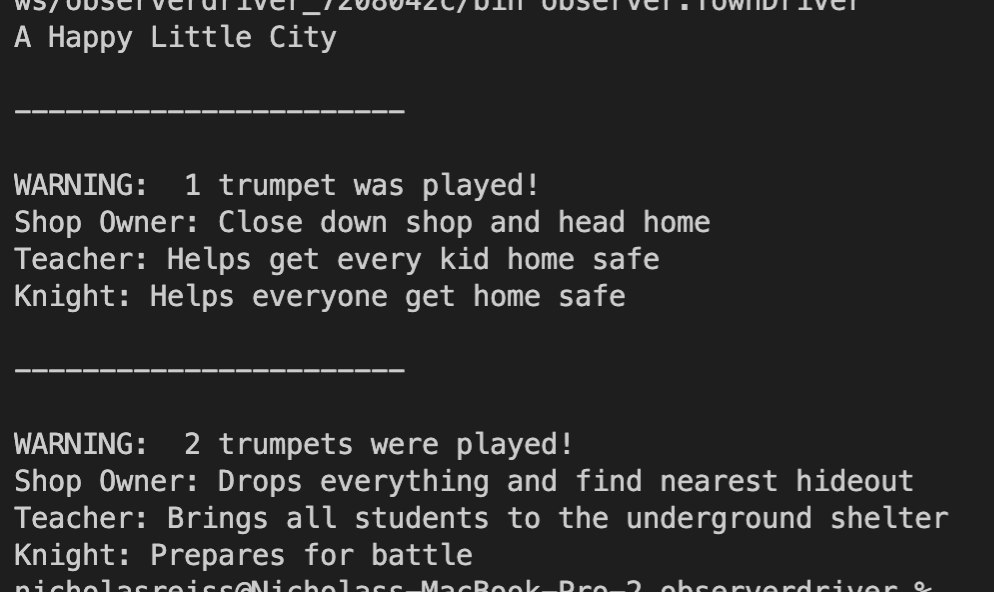 ws/observerdriver_7208042c/bin observer.TownDriver
A Happy Little City
-----------------------
WARNING:  1 trumpet was played!
Shop Owner: Close down shop and head home
Teacher: Helps get every kid home safe
Knight: Helps everyone get home safe
-----------------------
WARNING:  2 trumpets were played!
Shop Owner: Drops everything and find nearest hideout
Teacher: Brings all students to the underground shelter
Knight: Prepares for battle
nicholasreiss@Nicholass-MacBook-Pro-2 observerdriver %